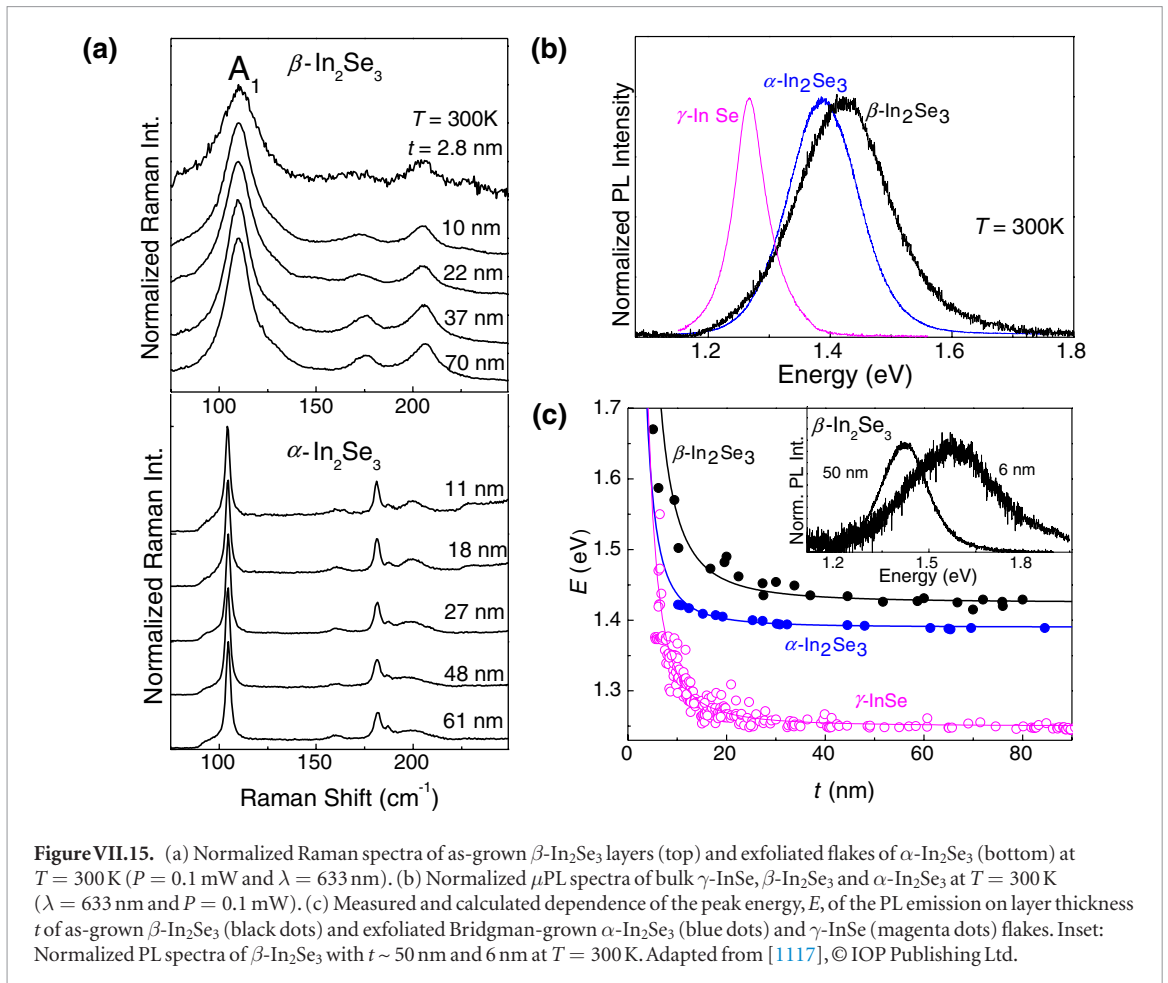 (a)
β-In₂Se₃
A₁
T = 300K
t = 2.8 nm
10 nm
22 nm
37 nm
70 nm
Normalized Raman Int.
100 150 200
α-In₂Se₃
11 nm
18 nm
27 nm
48 nm
61 nm
Normalized Raman Int.
100 150 200
Raman Shift (cm⁻¹)
(b)
α-In₂Se3
γ-In Se
β-In₂Se₃
T = 300K
Normalized PL Intensity
1.2 1.4 1.6 1.8
Energy (eV)
(c)
1.7
1.6
1.5
1.4
1.3
E (eV)
β-In₂Se₃
α-In₂Se₃
γ-InSe
0 20 40 60 80
t (nm)
β-In₂Se₃
50 nm
6 nm
Norm. PL Int.
1.2 1.5 1.8
Energy (eV)
Figure VII.15. (a) Normalized Raman spectra of as-grown β-In₂Se₃ layers (top) and exfoliated flakes of α-In₂Se₃ (bottom) at
T = 300 K (P = 0.1 mW and λ = 633 nm). (b) Normalized μPL spectra of bulk γ-InSe, β-In₂Se₃ and α-In₂Se₃ at T = 300 K
(λ = 633 nm and P = 0.1 mW). (c) Measured and calculated dependence of the peak energy, E, of the PL emission on layer thickness
t of as-grown β-In₂Se₃ (black dots) and exfoliated Bridgman-grown α-In₂Se₃ (blue dots) and γ-InSe (magenta dots) flakes. Inset:
Normalized PL spectra of β-In₂Se₃ with t ~ 50 nm and 6 nm at T = 300 K. Adapted from [1117], © IOP Publishing Ltd.